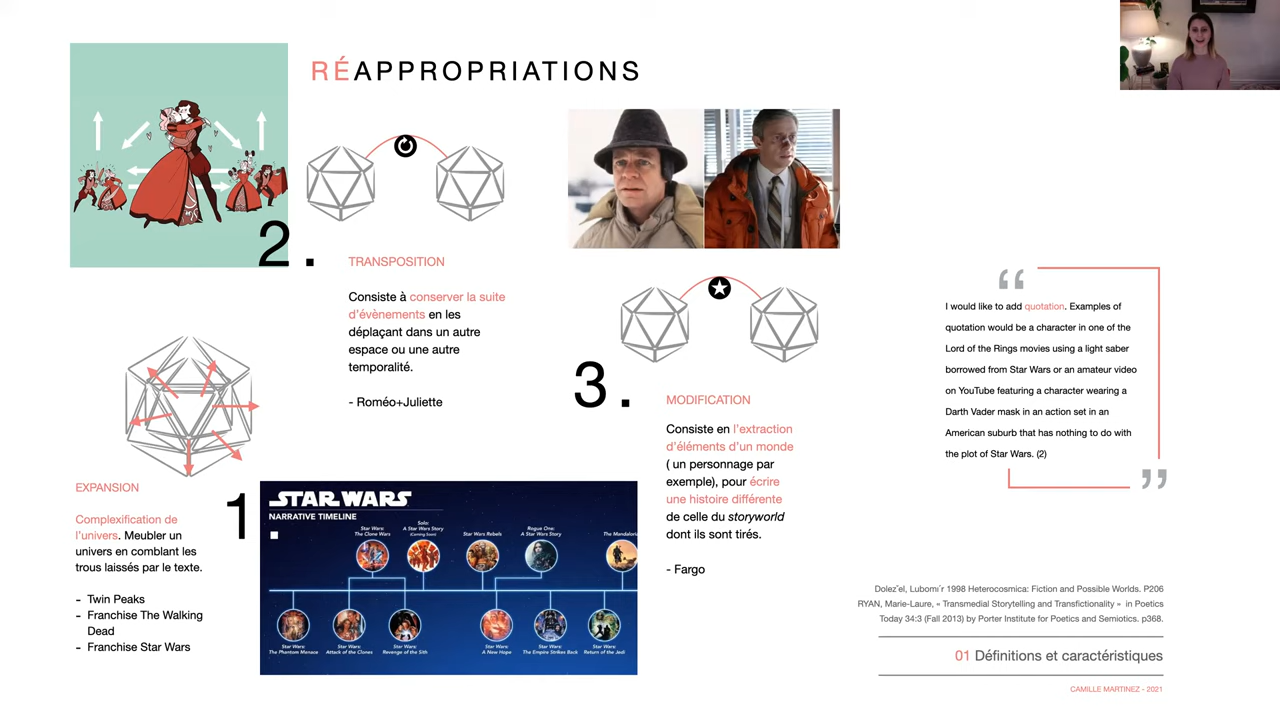 RÉAPPROPRIATIONS
2.
TRANSPOSITION
Consiste à conserver la suite
d'évènements en les
déplaçant dans un autre
espace ou une autre
temporalité.
- Roméo+Juliette
EXPANSION
Complexification de
l'univers. Meubler un
univers en comblant les
trous laissés par le texte.
- Twin Peaks
- Franchise The Walking
Dead
- Franchise Star Wars
1
STAR WARS
NARRATIVE TIMELINE
Star Wars:
The Clone Wars
Solo:
A Star Wars Story
(Coming Soon)
Star Wars Rebels
Rogue One:
A Star Wars Story
The Mandalori
Star Wars:
The Phantom Menace
Star Wars:
Attack of the Clones
Star Wars:
Revenge of the Sith
Star Wars:
A New Hope
Star Wars:
The Empire Strikes Back
Star Wars:
Return of the Jedi
3.
MODIFICATION
Consiste en l'extraction
d'éléments d'un monde
( un personnage par
exemple), pour écrire
une histoire différente
de celle du storyworld
dont ils sont tirés.
- Fargo
“
I would like to add quotation. Examples of
quotation would be a character in one of the
Lord of the Rings movies using a light saber
borrowed from Star Wars or an amateur video
on YouTube featuring a character wearing a
Darth Vader mask in an action set in an
American suburb that has nothing to do with
the plot of Star Wars. (2)
”
Dolezˇel, Lubomı´r 1998 Heterocosmica: Fiction and Possible Worlds. P206
RYAN, Marie-Laure, « Transmedial Storytelling and Transfictionality » in Poetics
Today 34:3 (Fall 2013) by Porter Institute for Poetics and Semiotics. p368.
01 Définitions et caractéristiques
CAMILLE MARTINEZ - 2021